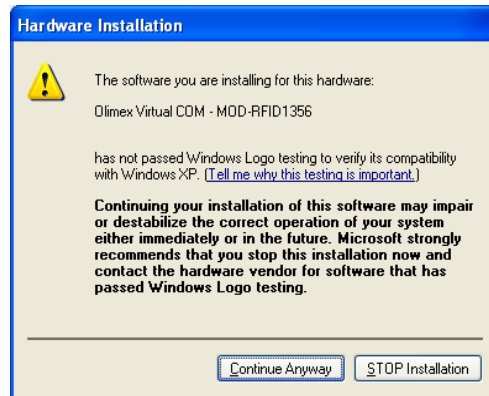 Hardware Installation
The software you are installing for this hardware:
Olimex Virtual COM - MOD-RFID1356
has not passed Windows Logo testing to verify its compatibility
with Windows XP. (Tell me why this testing is important.)
Continuing your installation of this software may impair
or destabilize the correct operation of your system
either immediately or in the future. Microsoft strongly
recommends that you stop this installation now and
contact the hardware vendor for software that has
passed Windows Logo testing.
Continue Anyway STOP Installation